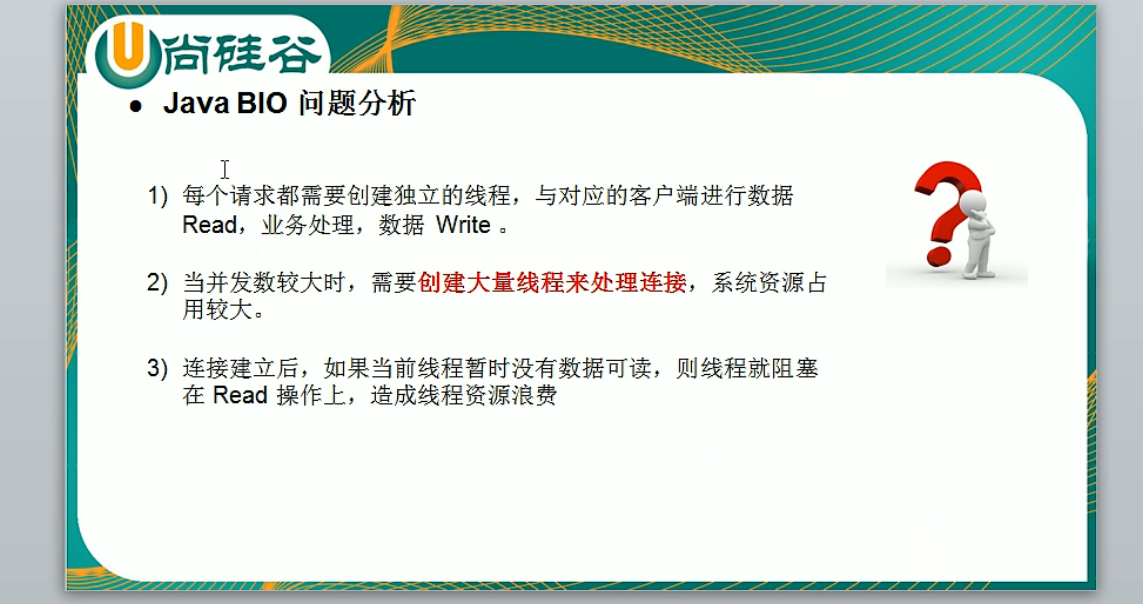 尚硅谷
● Java BIO 问题分析
1) 每个请求都需要创建独立的线程，与对应的客户端进行数据
Read，业务处理，数据 Write 。
2) 当并发数较大时，需要创建大量线程来处理连接，系统资源占
用较大。
3) 连接建立后，如果当前线程暂时没有数据可读，则线程就阻塞
在 Read 操作上，造成线程资源浪费